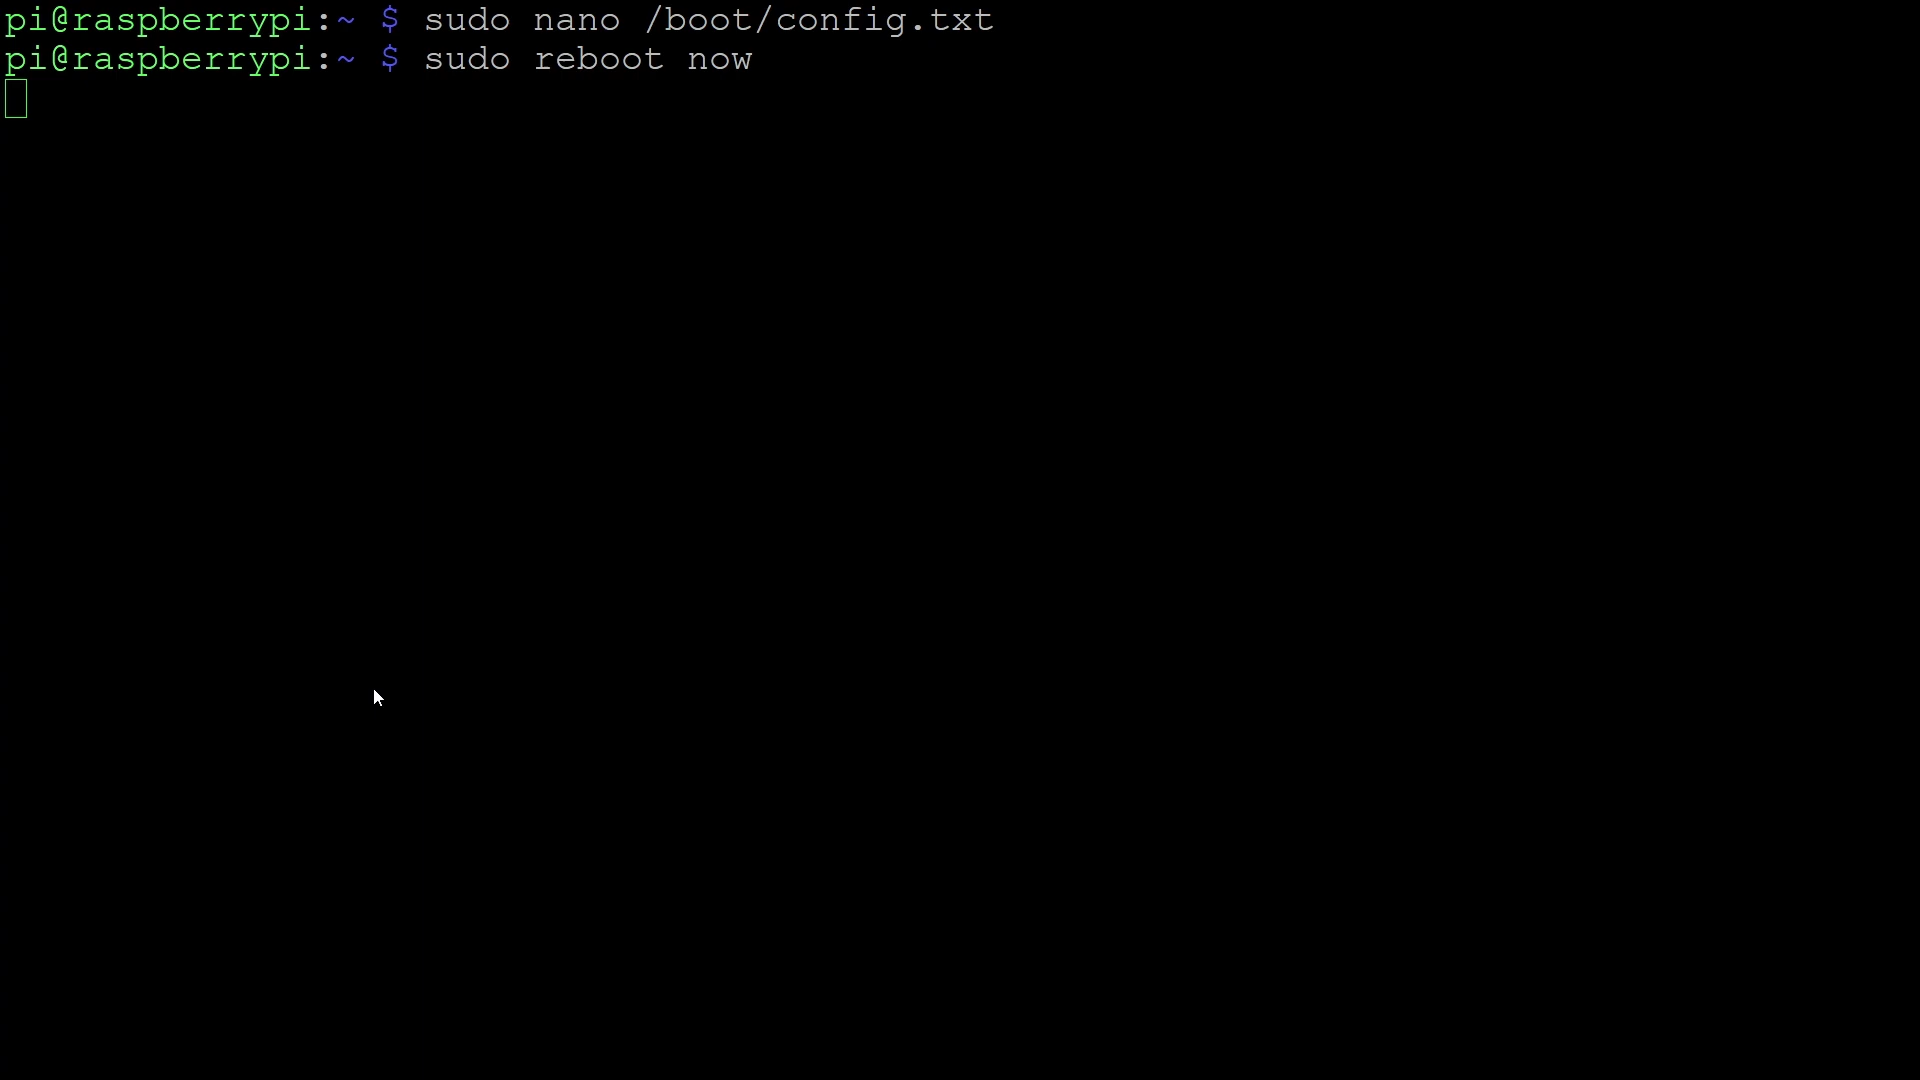 pi@raspberrypi:~ $ sudo nano /boot/config.txt
pi@raspberrypi:~ $ sudo reboot now